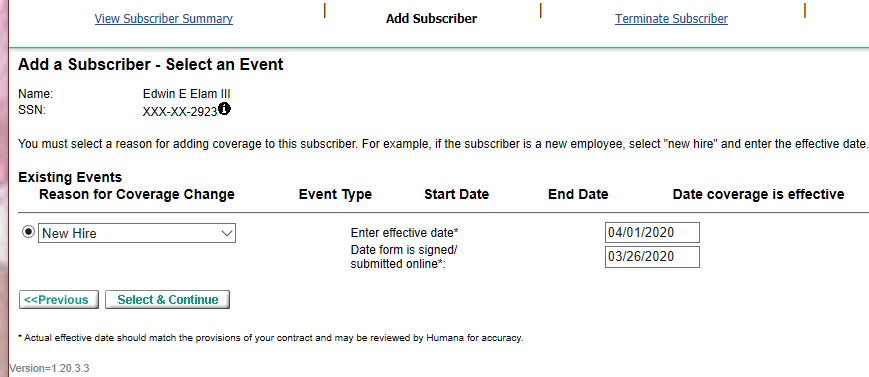 View Subscriber Summary | Add Subscriber | Terminate Subscriber |
Add a Subscriber - Select an Event
Name: Edwin E Elam III
SSN: XXX-XX-2923
You must select a reason for adding coverage to this subscriber. For example, if the subscriber is a new employee, select "new hire" and enter the effective date.
Existing Events
Reason for Coverage Change Event Type Start Date End Date Date coverage is effective
New Hire Enter effective date* 04/01/2020
Date form is signed/
submitted online*: 03/26/2020
<<Previous Select & Continue
* Actual effective date should match the provisions of your contract and may be reviewed by Humana for accuracy.
Version=1.20.3.3